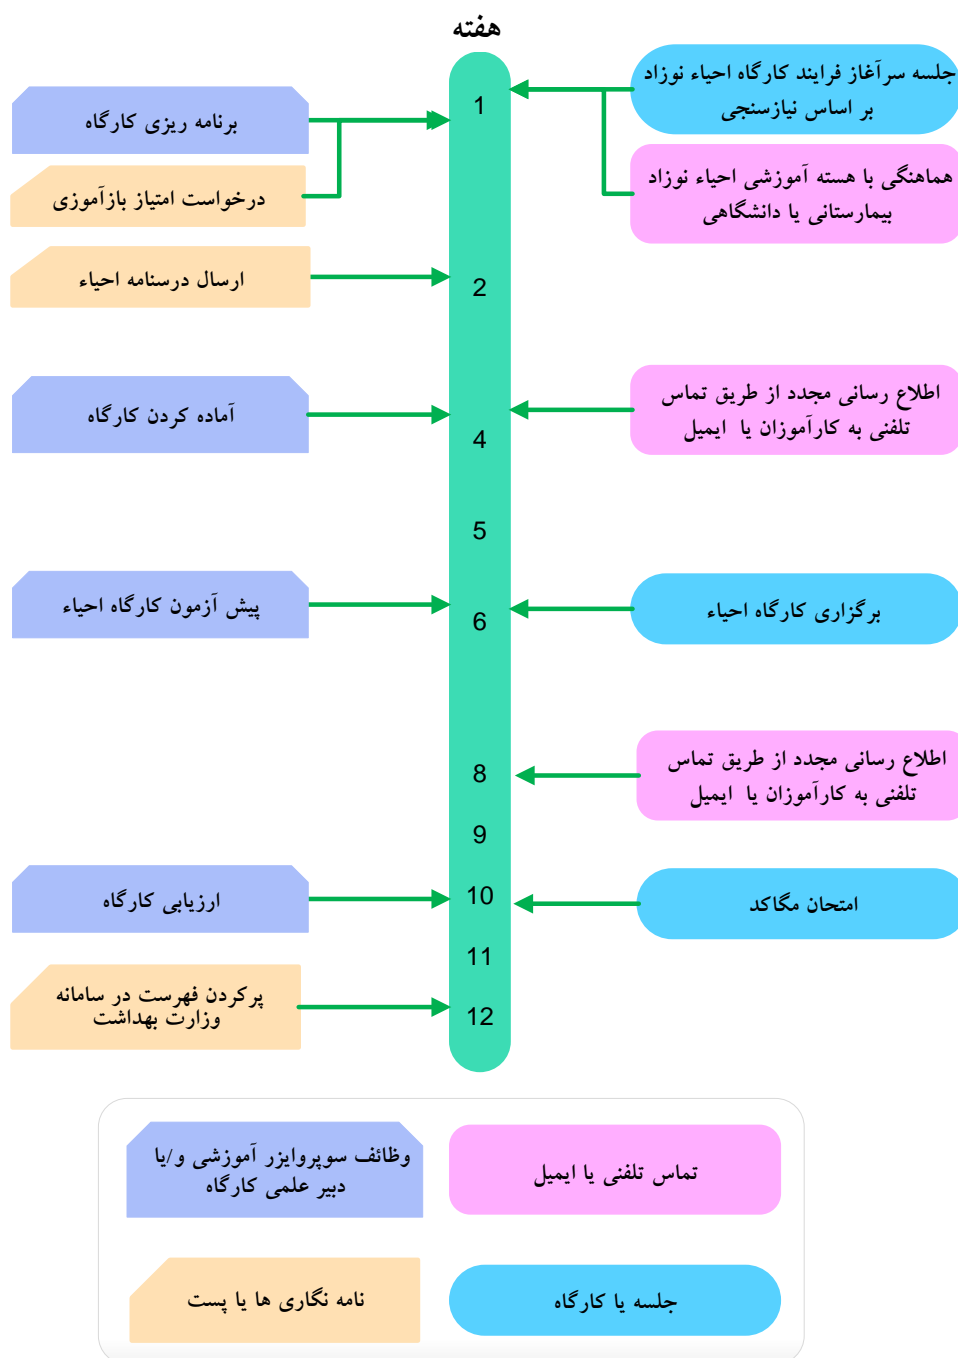 هفته
جلسه سرآغاز فرایند کارگاه احیاء نوزاد
بر اساس نیازسنجی
1
برنامه ریزی کارگاه
هماهنگی با هسته آموزشی احیاء نوزاد
بیمارستانی یا دانشگاهی
درخواست امتیاز بازآموزی
2
ارسال درسنامه احیاء
اطلاع رسانی مجدد از طریق تماس
تلفنی به کارآموزان یا ایمیل
4
آماده کردن کارگاه
5
برگزاری کارگاه احیاء
6
پیش آزمون کارگاه احیاء
اطلاع رسانی مجدد از طریق تماس
تلفنی به کارآموزان یا ایمیل
8
9
امتحان مگاکد
10
ارزیابی کارگاه
11
12
پرکردن فهرست در سامانه
وزارت بهداشت
تماس تلفنی یا ایمیل
وظائف سوپروایزر آموزشی و/یا
دبیر علمی کارگاه
جلسه یا کارگاه
نامه نگاری ها یا پست